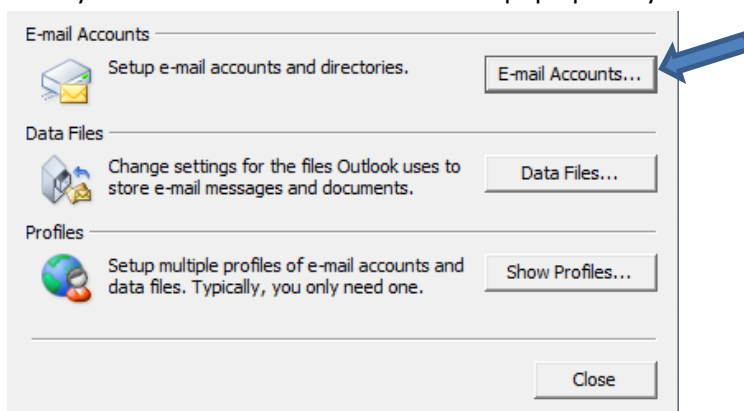 E-mail Accounts
Setup e-mail accounts and directories.
E-mail Accounts...
Data Files
Change settings for the files Outlook uses to
store e-mail messages and documents.
Data Files...
Profiles
Setup multiple profiles of e-mail accounts and
data files. Typically, you only need one.
Show Profiles...
Close